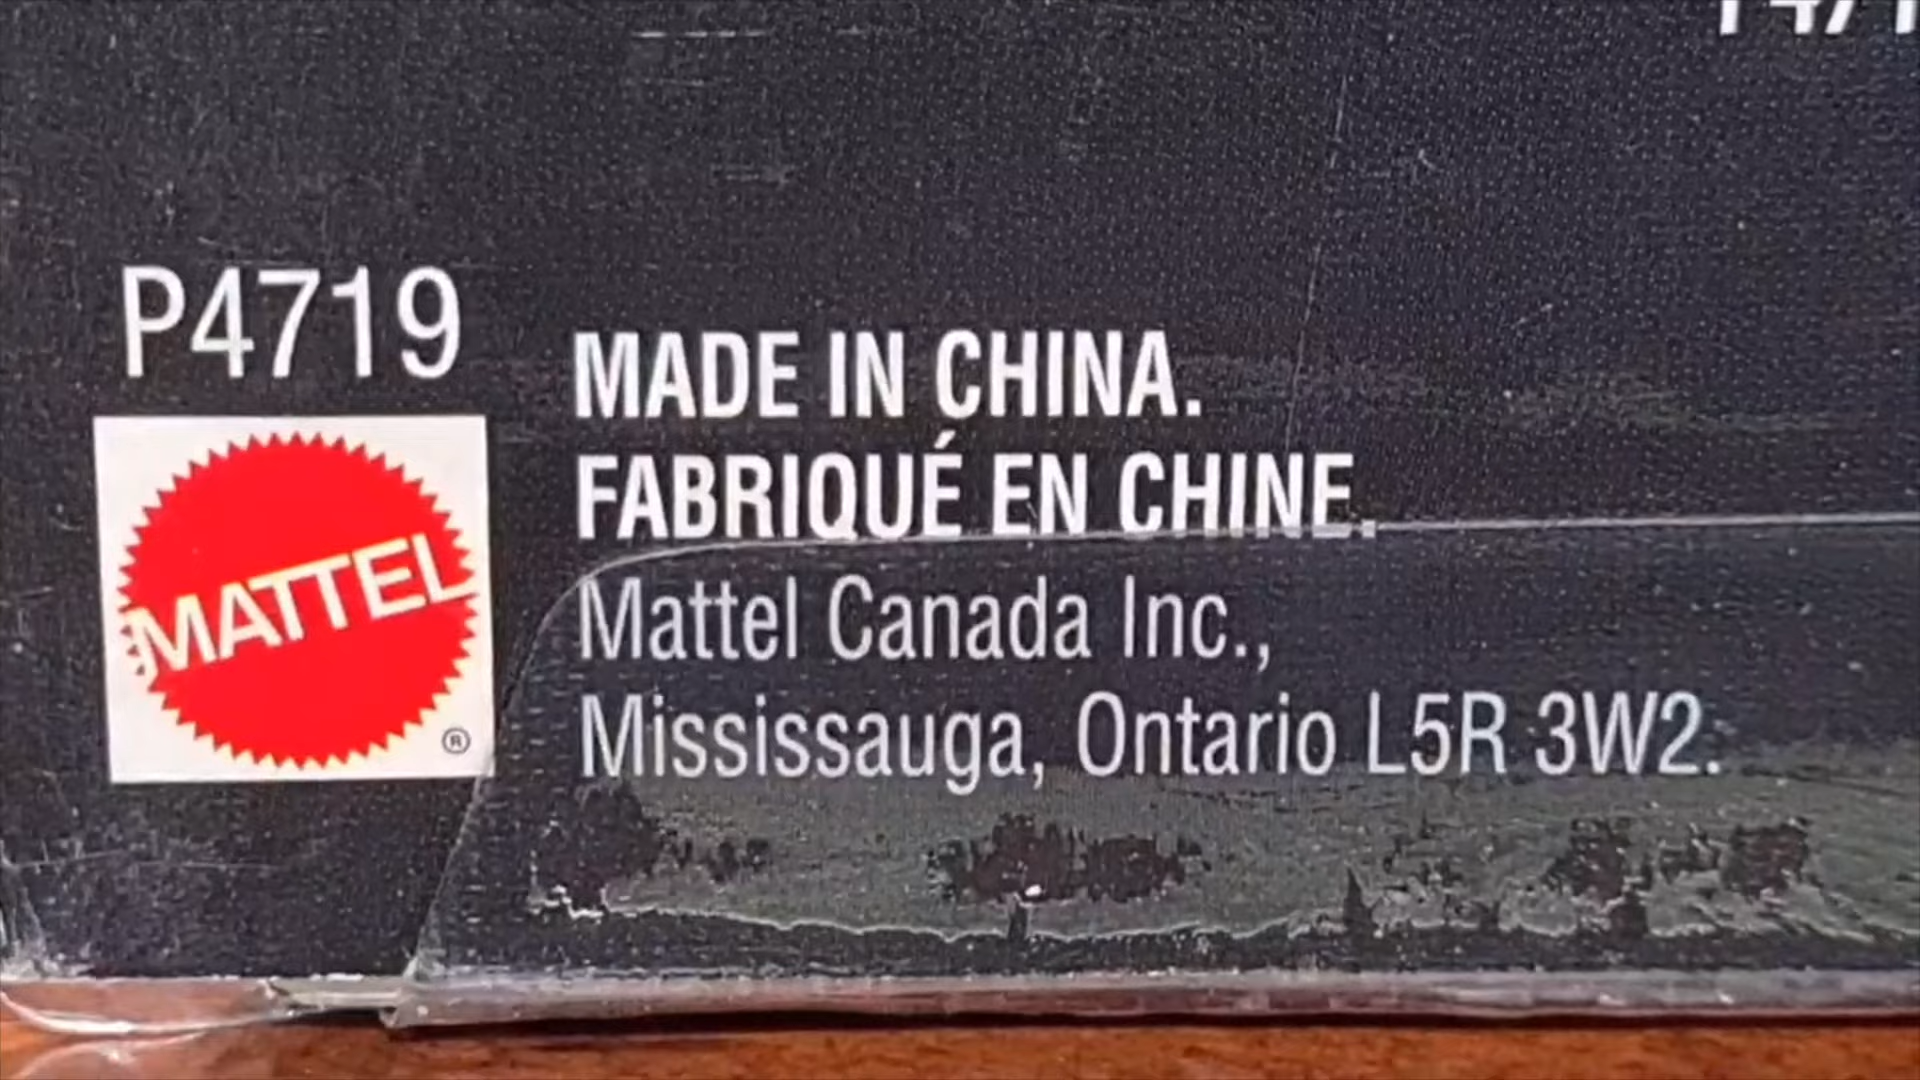 P4719
MATTEL
®
MADE IN CHINA.
FABRIQUÉ EN CHINE.
Mattel Canada Inc.,
Mississauga, Ontario L5R 3W2.